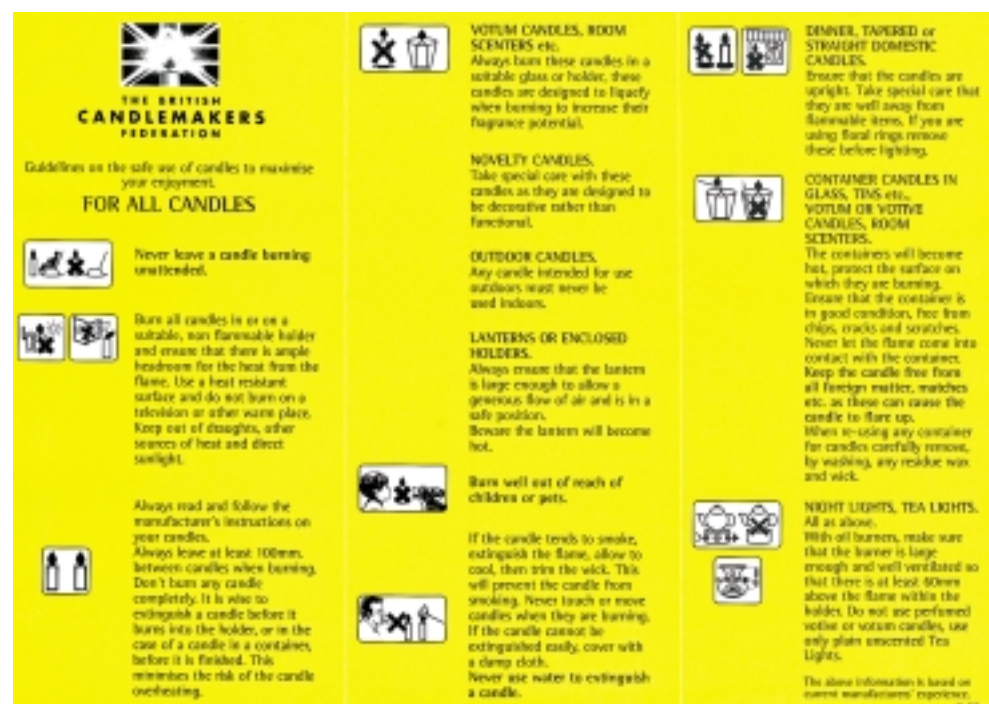 THE BRITISH
CANDLEMAKERS
FEDERATION
Guidelines on the safe use of candles to maximise
your enjoyment.
FOR ALL CANDLES
Never leave a candle burning
unattended.
Burn all candles in or on a
suitable, non flammable holder
and ensure that there is ample
headroom for the heat from the
flame. Use a heat resistant
surface and do not burn on a
television or other warm place.
Keep out of draughts, other
sources of heat and direct
sunlight.
Always read and follow the
manufacturer's instructions on
your candles.
Always leave at least 100mm.
between candles when burning.
Don't burn any candle
completely. It is wise to
extinguish a candle before it
burns into the holder, or in the
case of a candle in a container,
before it is finished. This
minimises the risk of the candle
overheating.
VOTUM CANDLES, ROOM
SCENTERS etc.
Always burn these candles in a
suitable glass or holder, these
candles are designed to liquefy
when burning to increase their
fragrance potential.
NOVELTY CANDLES.
Take special care with these
candles as they are designed to
be decorative rather than
functional.
OUTDOOR CANDLES.
Any candle intended for use
outdoors must never be
used indoors.
LANTERNS OR ENCLOSED
HOLDERS.
Always ensure that the lantern
is large enough to allow a
generous flow of air and is in a
safe position.
Beware the lantern will become
hot.
Burn well out of reach of
children or pets.
If the candle tends to smoke,
extinguish the flame, allow to
cool, then trim the wick. This
will prevent the candle from
smoking. Never touch or move
candles when they are burning.
If the candle cannot be
extinguished easily, cover with
a damp cloth.
Never use water to extinguish
a candle.
DINNER, TAPERED or
STRAIGHT DOMESTIC
CANDLES.
Ensure that the candles are
upright. Take special care that
they are well away from
flammable items. If you are
using floral rings remove
these before lighting.
CONTAINER CANDLES IN
GLASS, TINS etc.,
VOTUM OR VOTIVE
CANDLES, ROOM
SCENTERS.
The containers will become
hot, protect the surface on
which they are burning.
Ensure that the container is
in good condition, free from
chips, cracks and scratches.
Never let the flame come into
contact with the container.
Keep the candle free from
all foreign matter, matches
etc. as these can cause the
candle to flare up.
When re-using any container
for candles carefully remove,
by washing, any residue wax
and wick.
NIGHT LIGHTS, TEA LIGHTS.
All as above.
With oil burners, make sure
that the burner is large
enough and well ventilated so
that there is at least 60mm
above the flame within the
holder. Do not use perfumed
votive or votum candles, use
only plain unscented Tea
Lights.
The above information is based on
current manufacturers' experience.